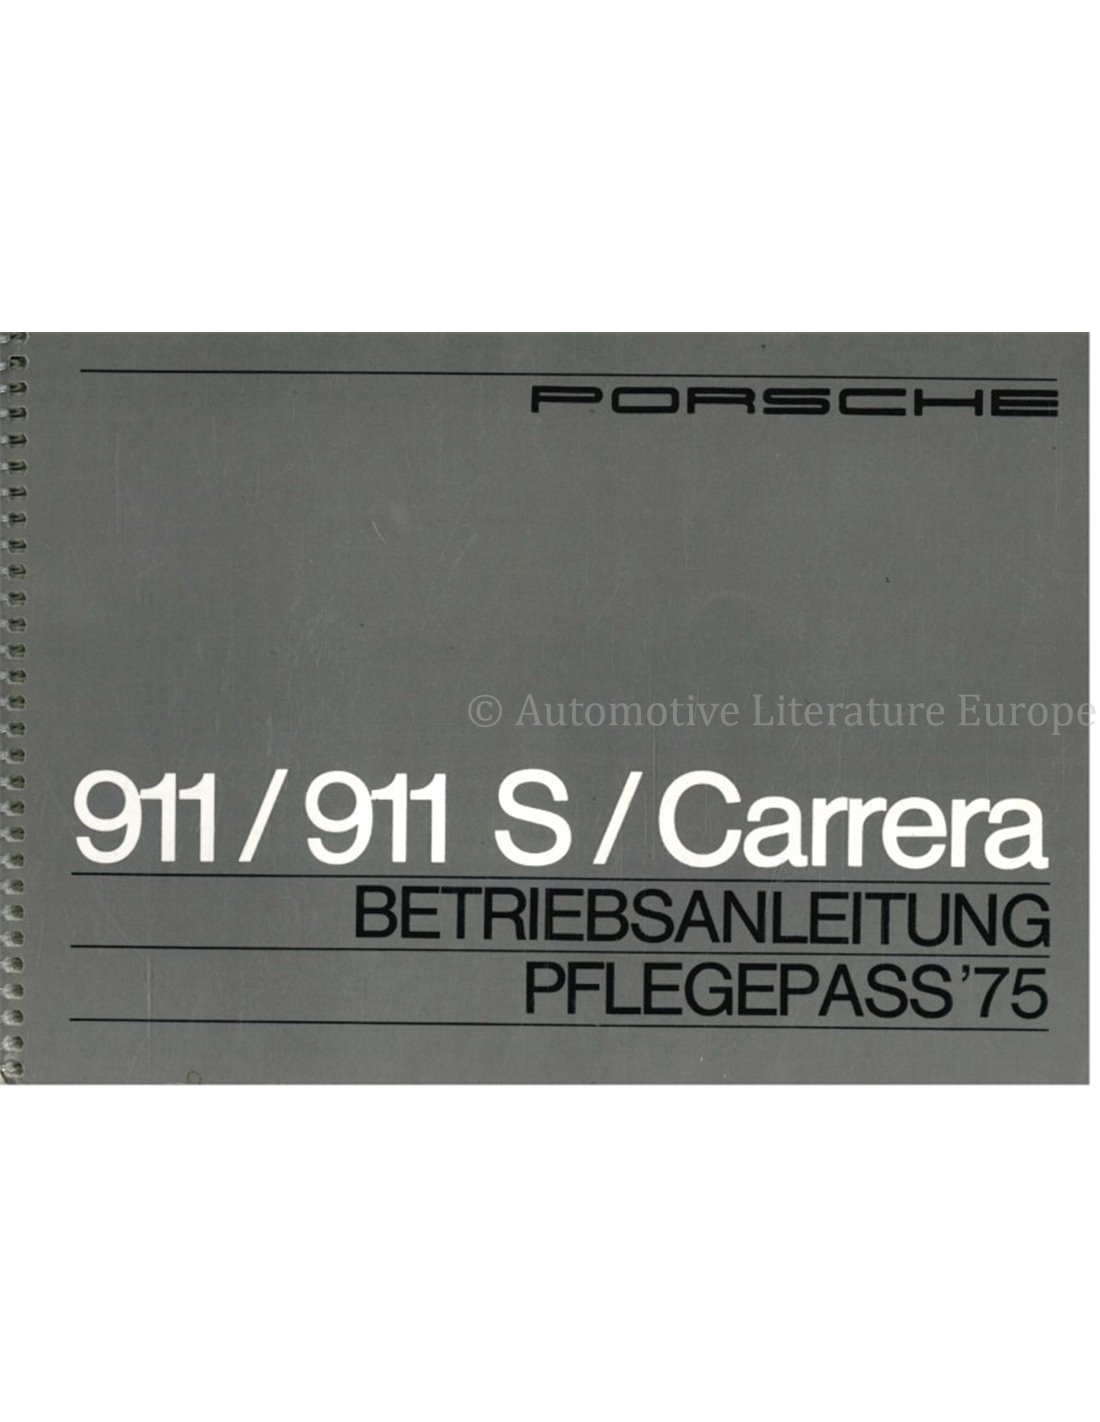 PORSCHE
© Automotive Literature Europe
911 / 911 S / Carrera
BETRIEBSANLEITUNG
PFLEGEPASS '75